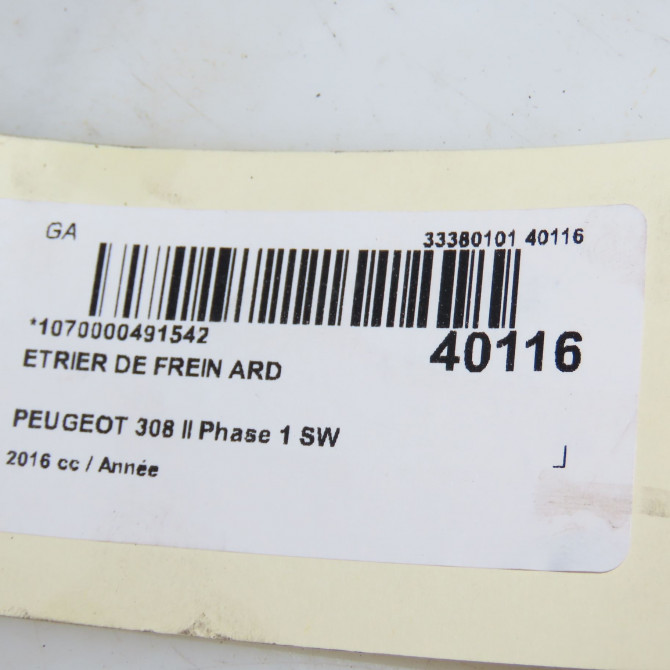 GA
33380101 40116
*1070000491542
40116
ETRIER DE FREIN ARD
PEUGEOT 308 II Phase 1 SW
2016 cc / Année